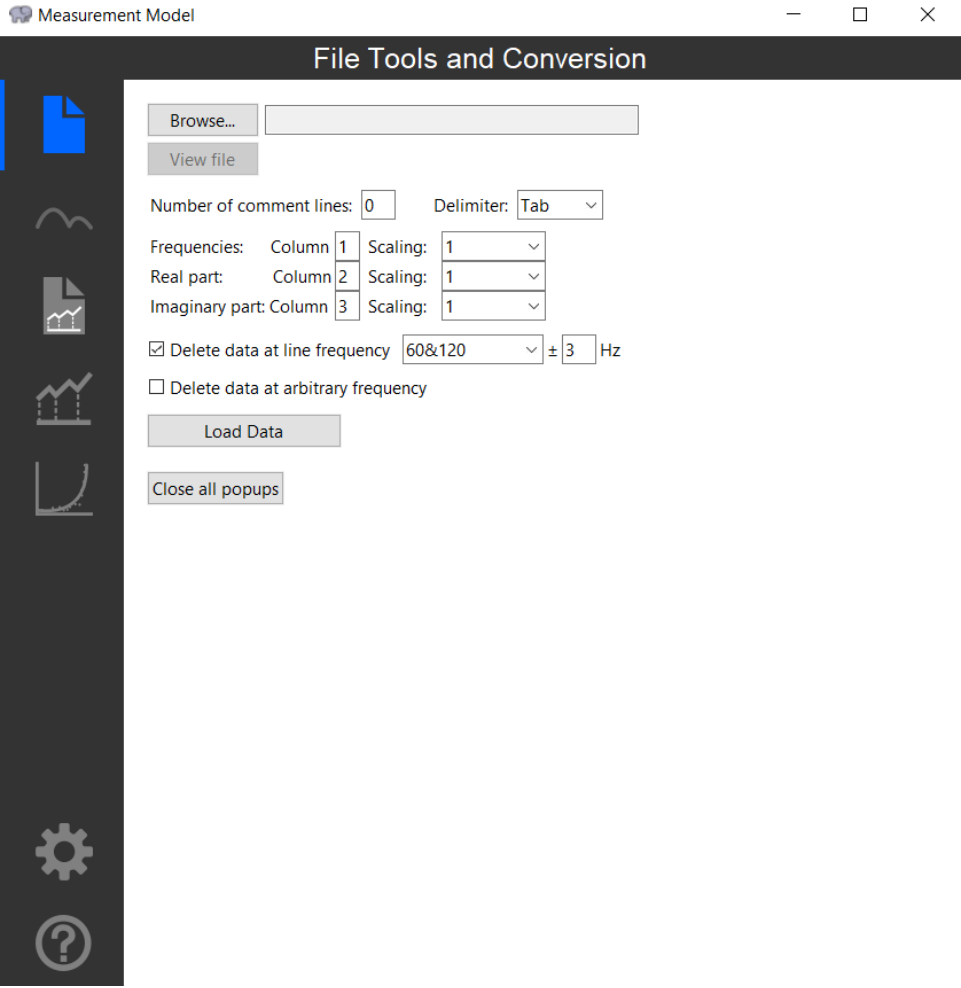 Measurement Model
File Tools and Conversion
Browse...
View file
Number of comment lines: 0 Delimiter: Tab
Frequencies: Column 1 Scaling: 1
Real part: Column 2 Scaling: 1
Imaginary part: Column 3 Scaling: 1
Delete data at line frequency 60&120 ± 3 Hz
Delete data at arbitrary frequency
Load Data
Close all popups
?